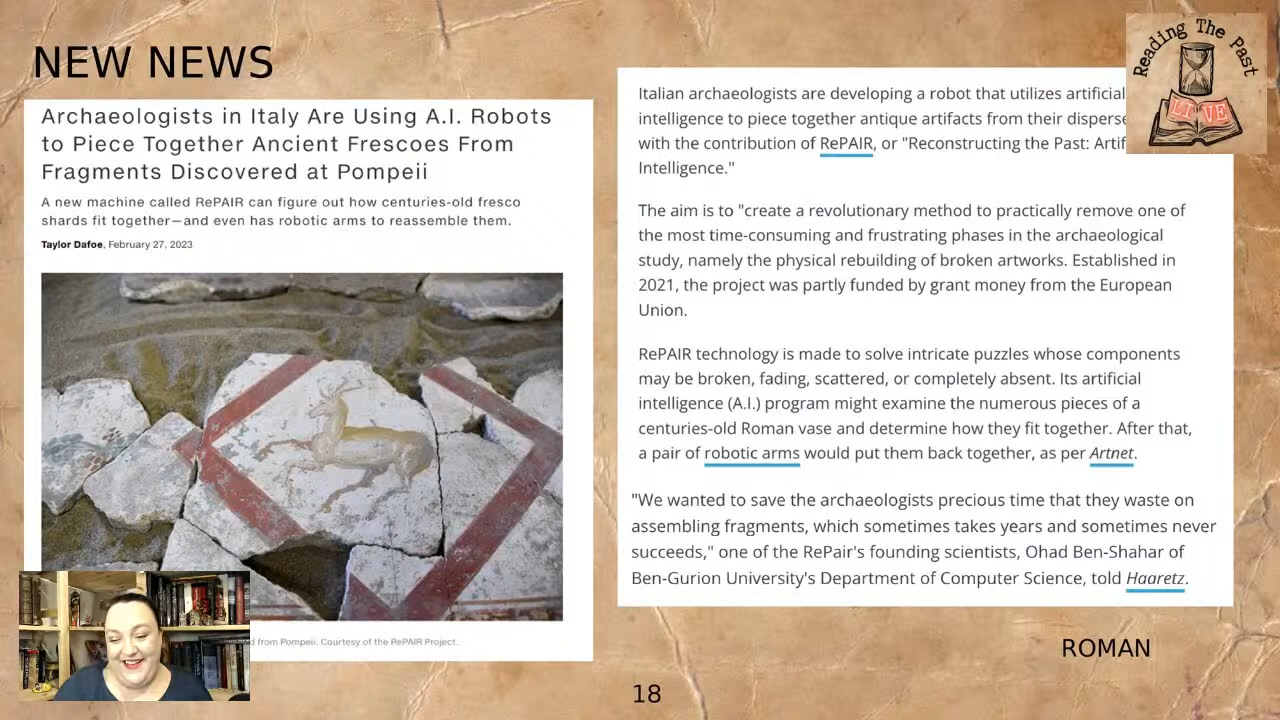 NEW NEWS
Archaeologists in Italy Are Using A.I. Robots
to Piece Together Ancient Frescoes From
Fragments Discovered at Pompeii
A new machine called RePAIR can figure out how centuries-old fresco
shards fit together—and even has robotic arms to reassemble them.
Taylor Dafoe, February 27, 2023
from Pompeii. Courtesy of the RePAIR Project.
Italian archaeologists are developing a robot that utilizes artificial
intelligence to piece together antique artifacts from their
with the contribution of RePAIR, or "Reconstructing the Past:
Intelligence."
The aim is to "create a revolutionary method to practically remove one of
the most time-consuming and frustrating phases in the archaeological
study, namely the physical rebuilding of broken artworks. Established in
2021, the project was partly funded by grant money from the European
Union.
RePAIR technology is made to solve intricate puzzles whose components
may be broken, fading, scattered, or completely absent. Its artificial
intelligence (A.I.) program might examine the numerous pieces of a
centuries-old Roman vase and determine how they fit together. After that,
a pair of robotic arms would put them back together, as per Artnet.
"We wanted to save the archaeologists precious time that they waste on
assembling fragments, which sometimes takes years and sometimes never
succeeds," one of the RePair's founding scientists, Ohad Ben-Shahar of
Ben-Gurion University's Department of Computer Science, told Haaretz.
Reading The Past
LIVE
ROMAN
18